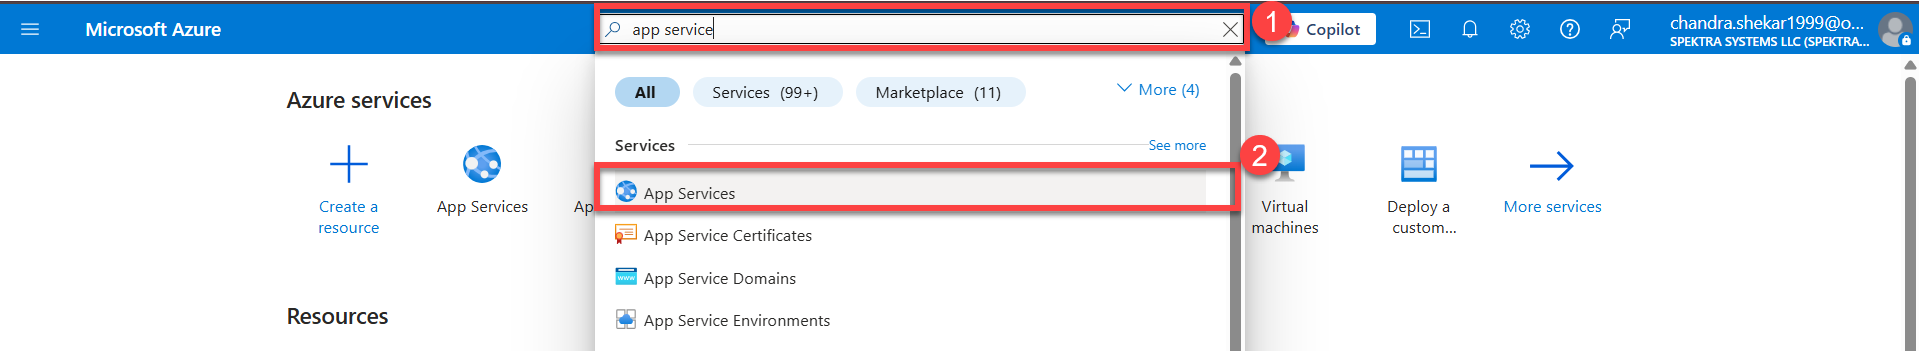 Microsoft Azure
app service
1
Copilot
chandra.shekar1999@o...
SPEKTRA SYSTEMS LLC (SPEKTRA...
Azure services
All
Services (99+)
Marketplace (11)
More (4)
Services
See more
2
Create a
resource
App Services
Ap
App Services
App Service Certificates
App Service Domains
App Service Environments
Virtual
machines
Deploy a
custom...
More services
Resources